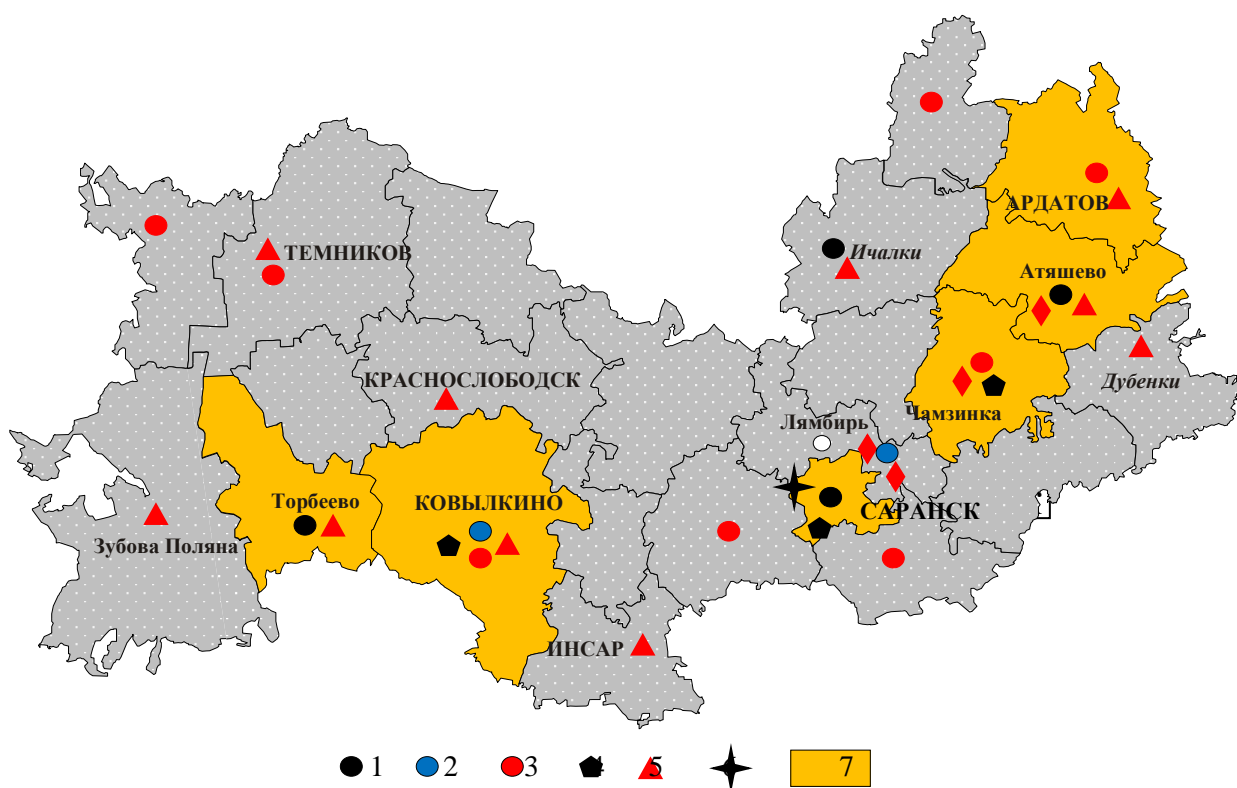 АРДАТОВ
ТЕМНИКОВ
Ичалки
Атяшево
КРАСНОСЛОБОДСК
Дубенки
Чамзинка
Лямбирь
Торбеево
КОВЫЛКИНО
САРАНСК
Зубова Поляна
ИНСАР
1 2 3 4 5 7